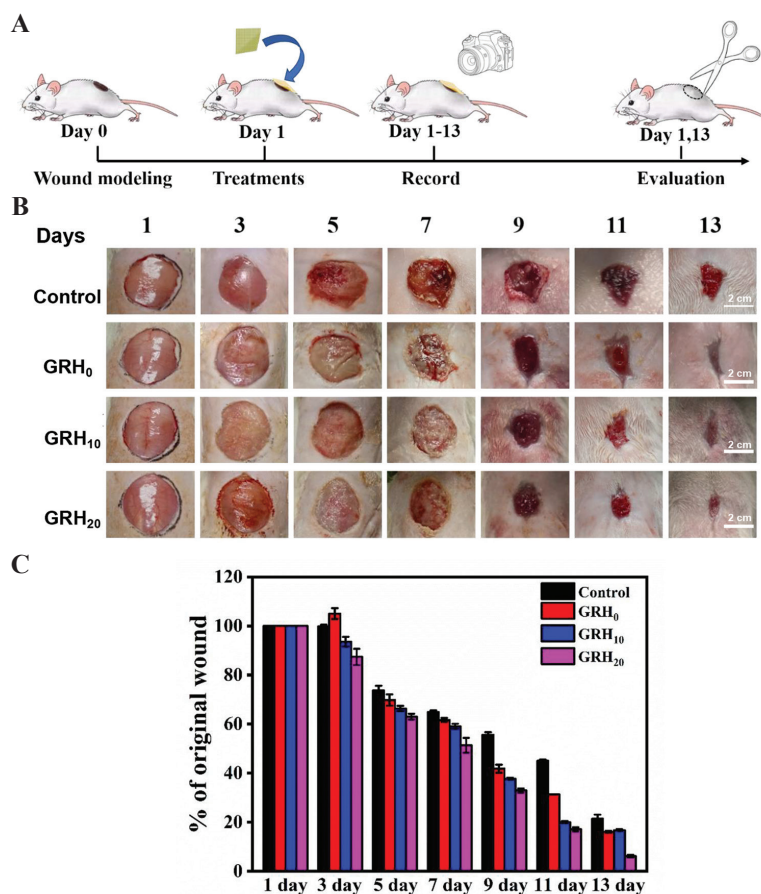 A
Day 0
Day 1
Day 1-13
Day 1,13
Wound modeling
Treatments
Record
Evaluation
B
Days
1
3
5
7
9
11
13
Control
2 cm
GRH₀
2 cm
GRH₁₀
2 cm
GRH₂₀
2 cm
C
% of original wound
120
100
80
60
40
20
0
Control
GRH₀
GRH₁₀
GRH₂₀
1 day
3 day
5 day
7 day
9 day
11 day
13 day